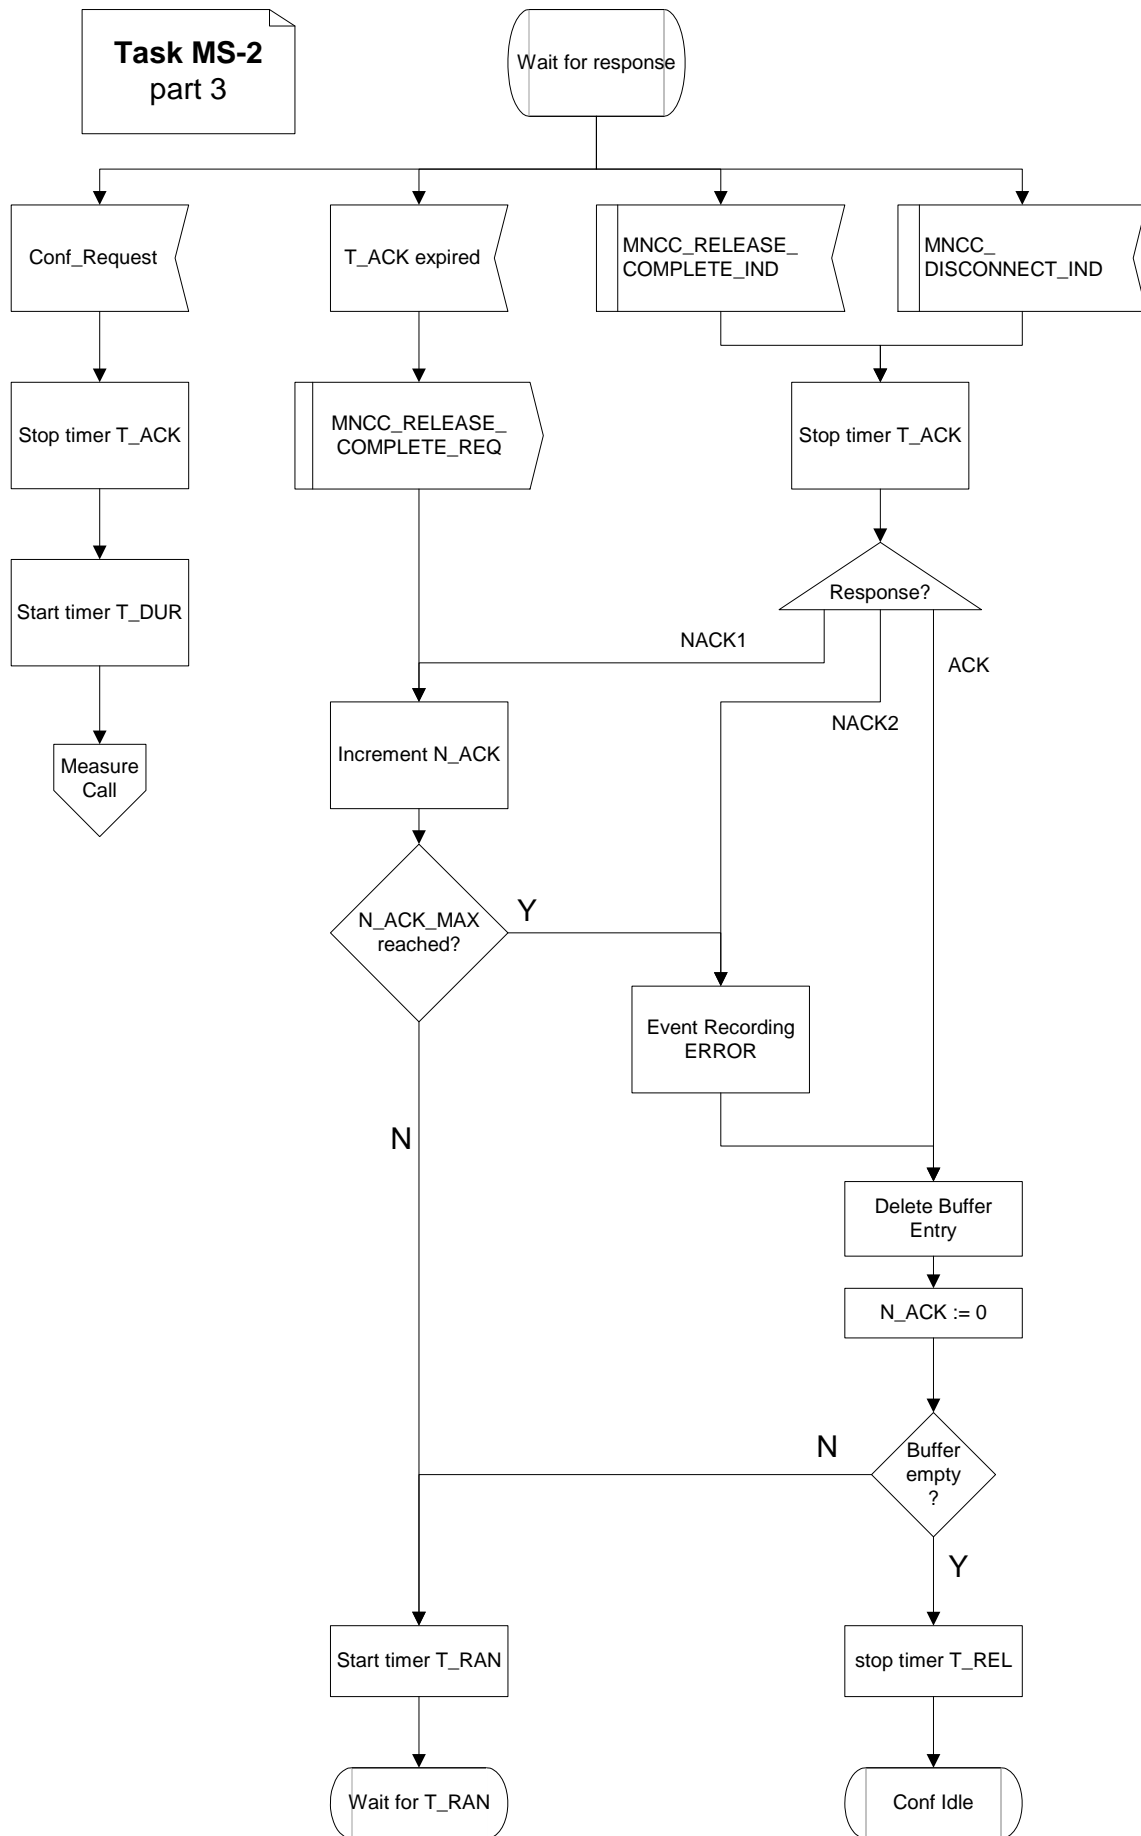 Task MS-2
part 3
Wait for response
Conf_Request
T_ACK expired
MNCC_RELEASE_
COMPLETE_IND
MNCC_
DISCONNECT_IND
Stop timer T_ACK
MNCC_RELEASE_
COMPLETE_REQ
Stop timer T_ACK
Start timer T_DUR
Response?
NACK1
ACK
NACK2
Measure
Call
Increment N_ACK
N_ACK_MAX
reached?
Y
Event Recording
ERROR
N
Delete Buffer
Entry
N_ACK := 0
Buffer
empty
?
N
Y
Start timer T_RAN
stop timer T_REL
Wait for T_RAN
Conf Idle